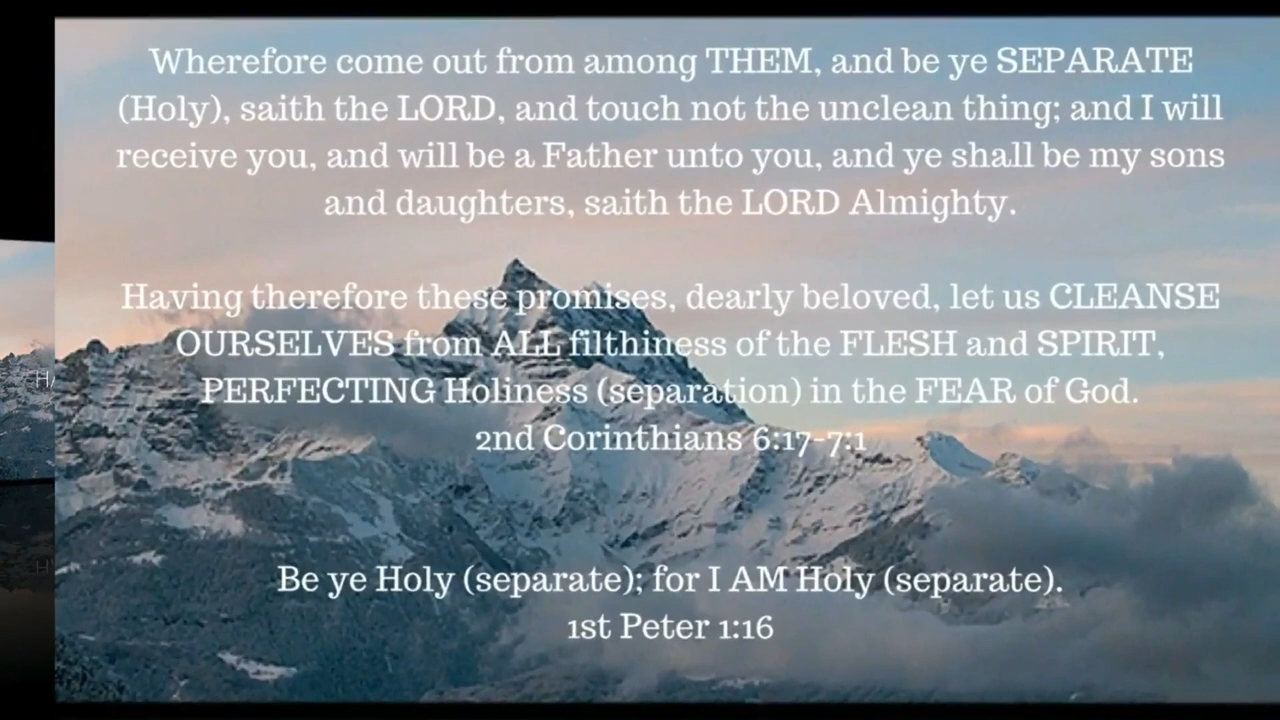 Wherefore come out from among THEM, and be ye SEPARATE
(Holy), saith the LORD, and touch not the unclean thing; and I will
receive you, and will be a Father unto you, and ye shall be my sons
and daughters, saith the LORD Almighty.
Having therefore these promises, dearly beloved, let us CLEANSE
OURSELVES from ALL filthiness of the FLESH and SPIRIT,
PERFECTING Holiness (separation) in the FEAR of God.
2nd Corinthians 6:17-7:1
Be ye Holy (separate); for I AM Holy (separate).
1st Peter 1:16